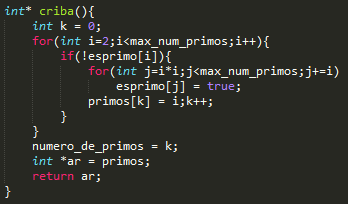 int* criba(){
    int k = 0;
    for(int i=2;i<max_num_primos;i++){
        if(!esprimo[i]){
            for(int j=i*i;j<max_num_primos;j+=i)
                esprimo[j] = true;
            primos[k] = i;k++;
        }
    }
    numero_de_primos = k;
    int *ar = primos;
    return ar;
}